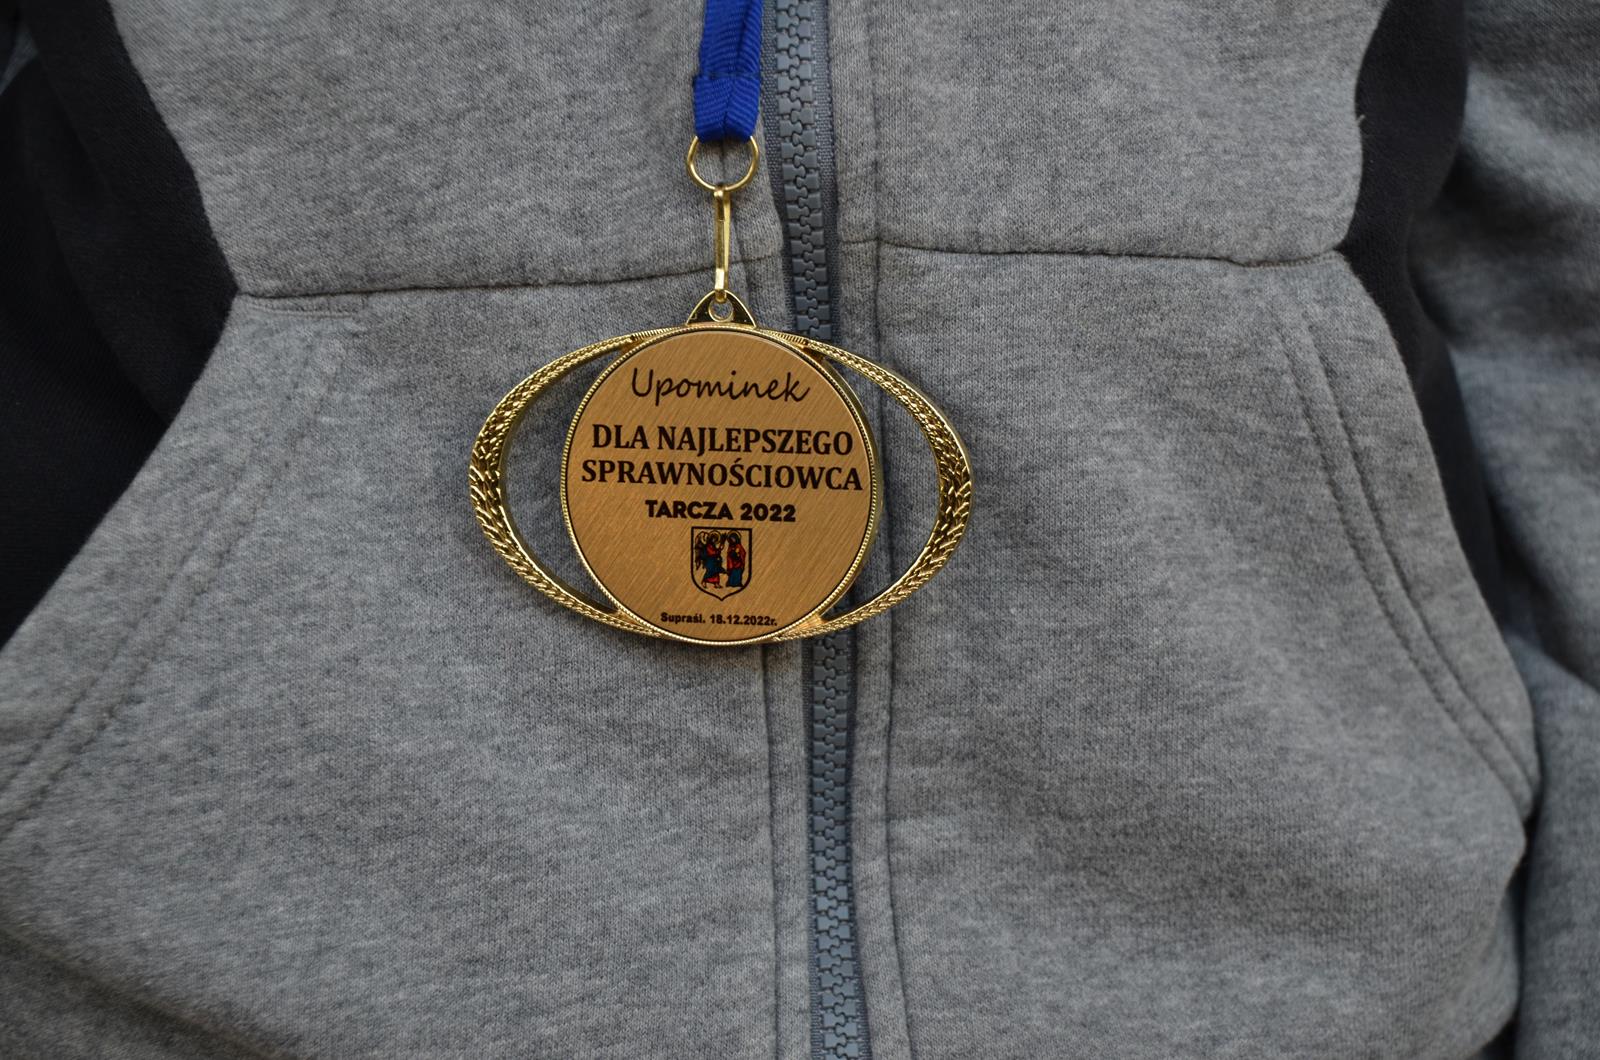 Upominek
DLA NAJLEPSZEGO
SPRAWNOŚCIOWCA
TARCZA 2022
Supraśl. 18.12.2022r.